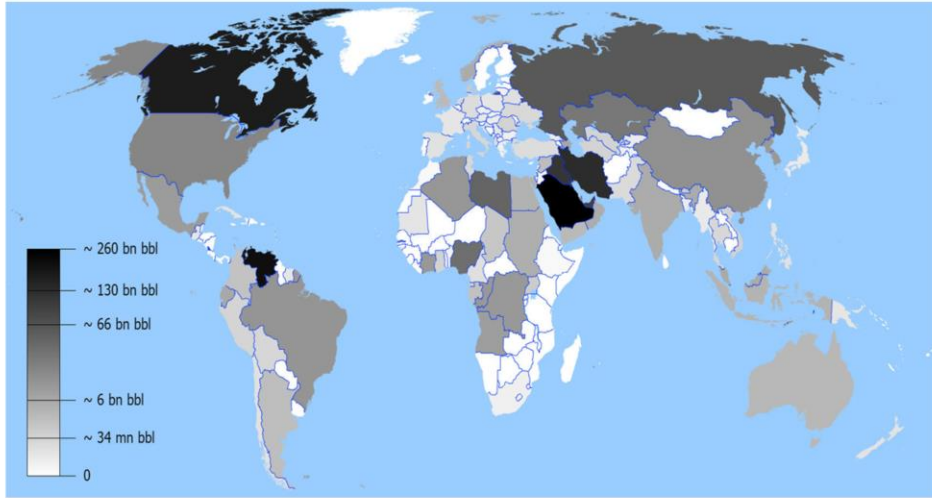 ~ 260 bn bbl
~ 130 bn bbl
~ 66 bn bbl
~ 6 bn bbl
~ 34 mn bbl
0